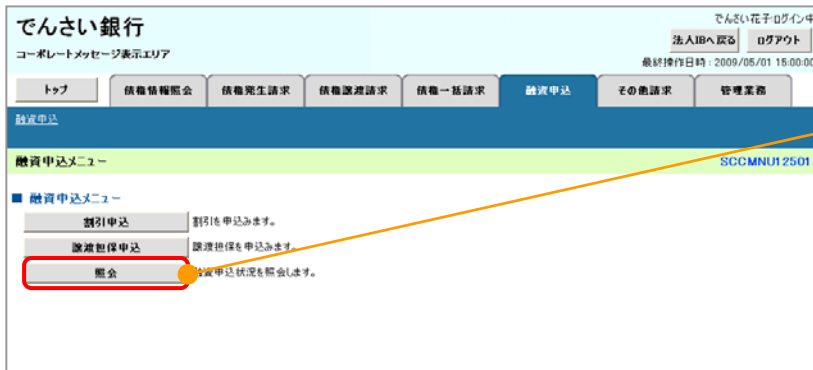 でんさい銀行
コーポレートメッセージ表示エリア
でんさい花子:ログイン中
法人IBへ戻る ログアウト
最終操作日時：2009/05/01 15:00:00
トップ 債権情報照会 債権発生請求 債権譲渡請求 債権一括請求 融資申込 その他請求 管理業務
融資申込
融資申込メニュー SCCMNU12501
■ 融資申込メニュー
割引申込 割引を申込みます。
譲渡担保申込 譲渡担保を申込みます。
照会 融資申込状況を照会します。